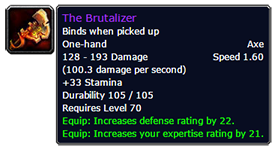 The Brutalizer
Binds when picked up
One-hand Axe
128 - 193 Damage Speed 1.60
(100.3 damage per second)
+33 Stamina
Durability 105 / 105
Requires Level 70
Equip: Increases defense rating by 22.
Equip: Increases your expertise rating by 21.